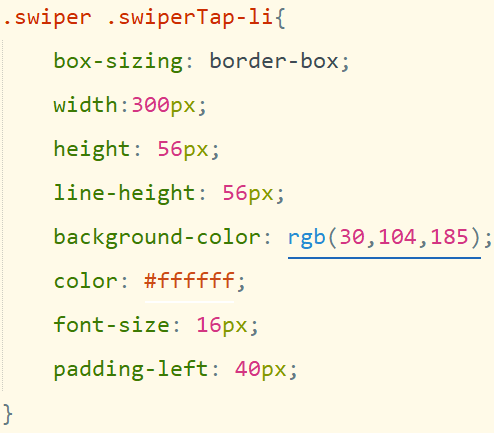 .swiper .swiperTap-li{
box-sizing: border-box;
width:300px;
height: 56px;
line-height: 56px;
background-color: rgb(30,104,185);
color: #ffffff;
font-size: 16px;
padding-left: 40px;
}